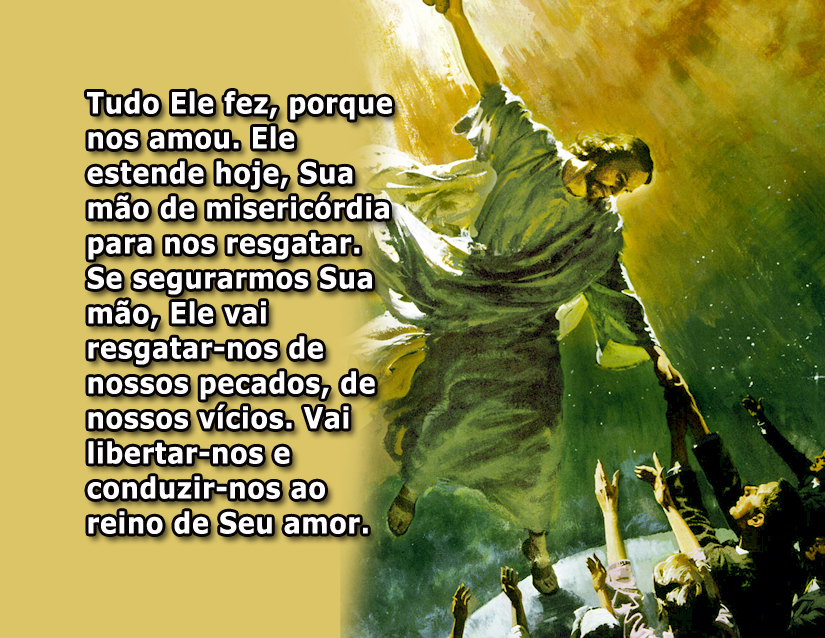 Tudo Ele fez, porque
nos amou. Ele
estende hoje, Sua
mão de misericórdia
para nos resgatar.
Se segurarmos Sua
mão, Ele vai
resgatar-nos de
nossos pecados, de
nossos vícios. Vai
libertar-nos e
conduzir-nos ao
reino de Seu amor.